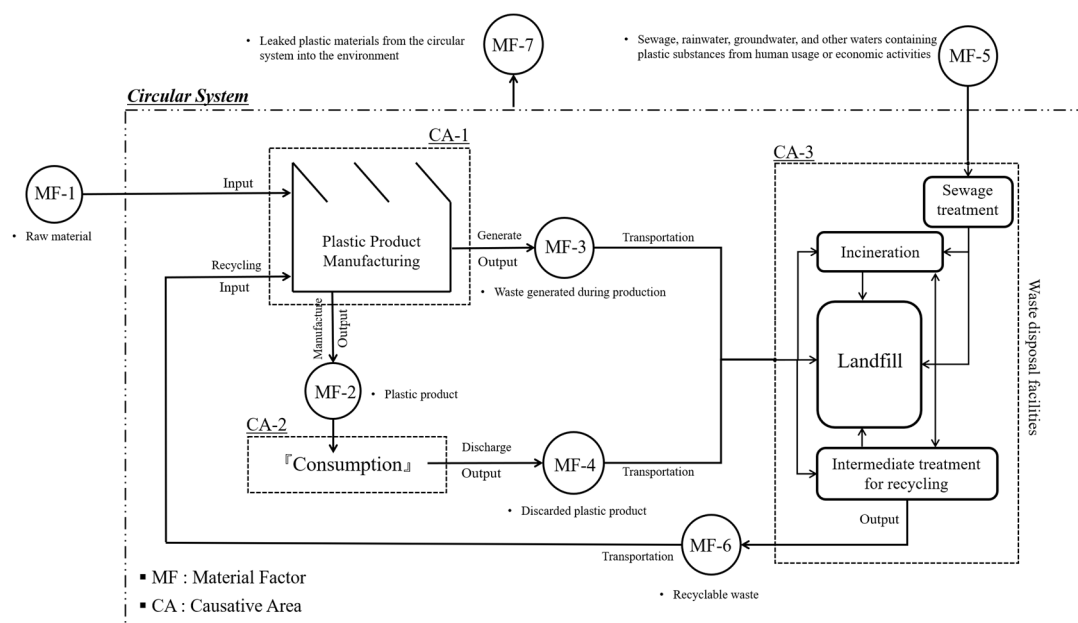 • Leaked plastic materials from the circular
system into the environment
MF-7
• Sewage, rainwater, groundwater, and other waters containing
plastic substances from human usage or economic activities
MF-5
Circular System
CA-1
CA-3
MF-1
Input
• Raw material
Plastic Product
Manufacturing
Recycling
Input
Generate
Output
MF-3
Transportation
• Waste generated during production
Manufacture
Output
MF-2
• Plastic product
CA-2
『Consumption』
Discharge
Output
MF-4
Transportation
• Discarded plastic product
Sewage
treatment
Incineration
Landfill
Intermediate treatment
for recycling
Waste disposal facilities
Output
MF-6
Transportation
• Recyclable waste
▪ MF : Material Factor
▪ CA : Causative Area